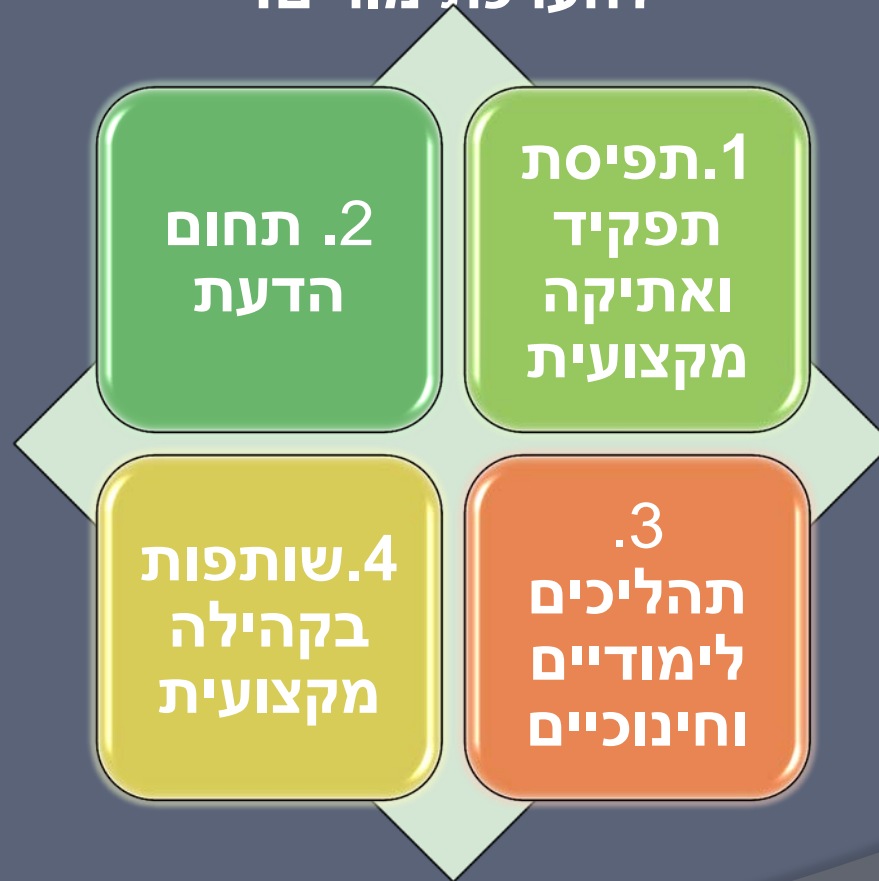 1.תפיסת
תפקיד
ואתיקה
מקצועית
2. תחום
הדעת
3.
תהליכים
לימודיים
וחינוכיים
4.שותפות
בקהילה
מקצועית